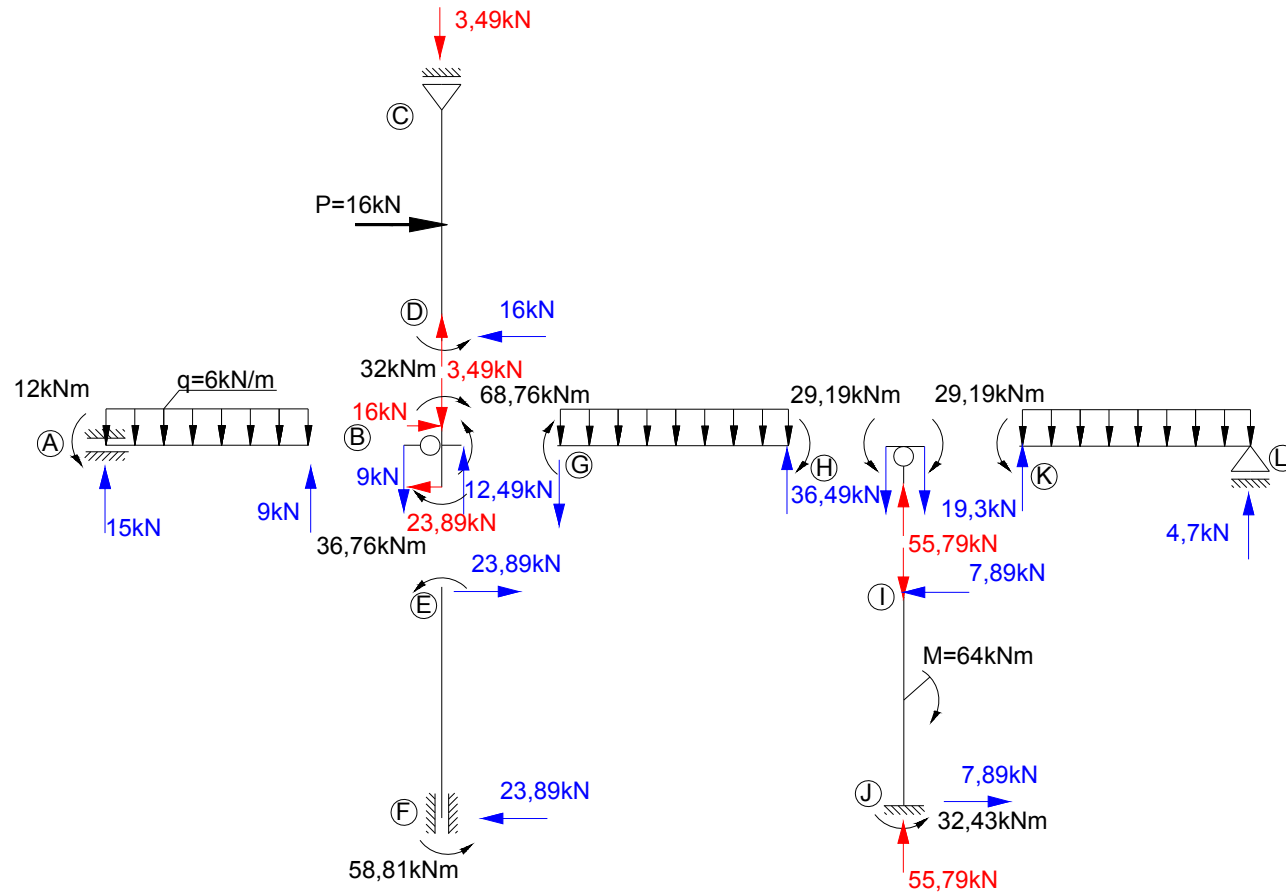 3,49kN
C
P=16kN
D
16kN
32kNm
3,49kN
12kNm
q=6kN/m
68,76kNm
29,19kNm
29,19kNm
16kN
A
B
G
H
K
L
9kN
12,49kN
36,49kN
19,3kN
15kN
9kN
23,89kN
4,7kN
36,76kNm
55,79kN
23,89kN
7,89kN
E
I
M=64kNm
23,89kN
7,89kN
F
J
32,43kNm
58,81kNm
55,79kN